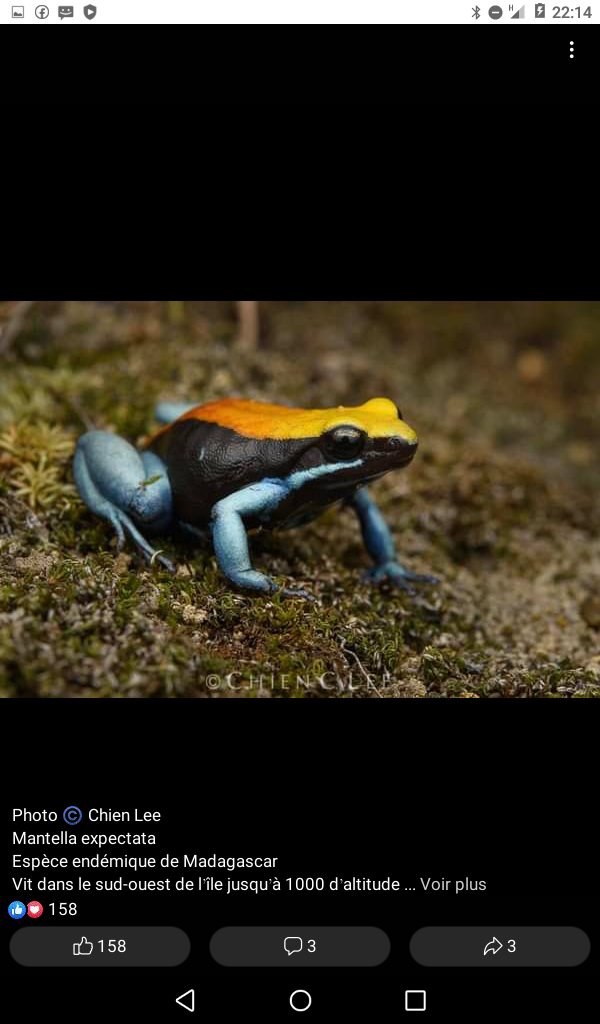 H 22:14
© CHIEN C. LEE
Photo © Chien Lee
Mantella expectata
Espèce endémique de Madagascar
Vit dans le sud-ouest de l'île jusqu'à 1000 d'altitude ... Voir plus
158
158 3 3